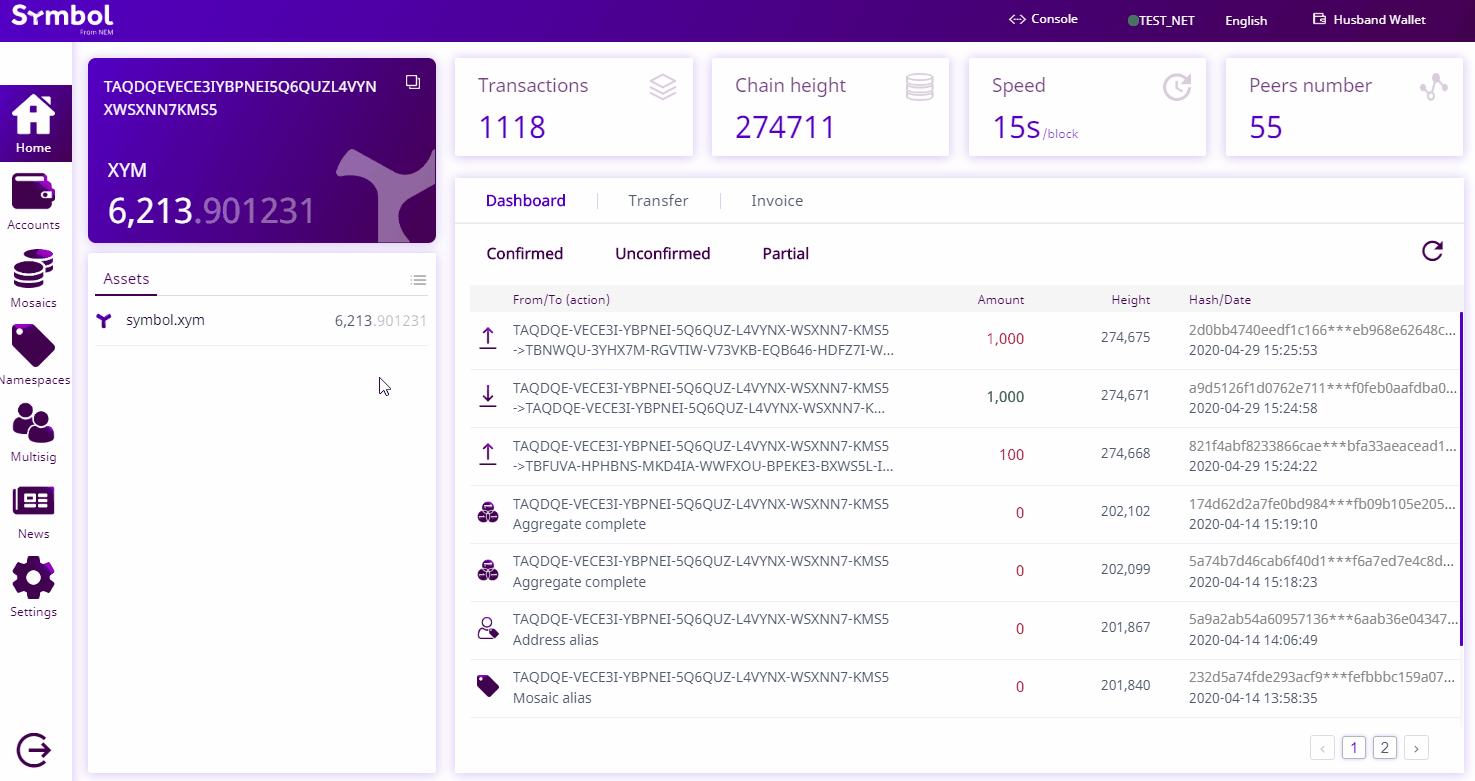 Symbol
From NEM
<-> Console
TEST_NET
English
Husband Wallet
Home
Accounts
Mosaics
Namespaces
Multisig
News
Settings
TAQDQEVECE3IYBPNEI5Q6QUZL4VYN
XWSXNN7KMS5
XYM
6,213.901231
Assets
symbol.xym 6,213.901231
Transactions
1118
Chain height
274711
Speed
15s/block
Peers number
55
Dashboard Transfer Invoice
Confirmed Unconfirmed Partial
From/To (action) Amount Height Hash/Date
TAQDQE-VECE3I-YBPNEI-5Q6QUZ-L4VYNX-WSXNN7-KMS5 1,000 274,675 2d0bb4740eedf1c166***eb968e62648c...
->TBNWQU-3YHX7M-RGVTIW-V73VKB-EQB646-HDFZ7I-W... 2020-04-29 15:25:53
TAQDQE-VECE3I-YBPNEI-5Q6QUZ-L4VYNX-WSXNN7-KMS5 1,000 274,671 a9d5126f1d0762e711***f0feb0aafdba0...
->TAQDQE-VECE3I-YBPNEI-5Q6QUZ-L4VYNX-WSXNN7-K... 2020-04-29 15:24:58
TAQDQE-VECE3I-YBPNEI-5Q6QUZ-L4VYNX-WSXNN7-KMS5 100 274,668 821f4abf8233866cae***bfa33aeacead1...
->TBFUVA-HPHBNS-MKD4IA-WWFXOU-BPEKE3-BXWS5L-I... 2020-04-29 15:24:22
TAQDQE-VECE3I-YBPNEI-5Q6QUZ-L4VYNX-WSXNN7-KMS5 0 202,102 174d62d2a7fe0bd984***fb09b105e205...
Aggregate complete 2020-04-14 15:19:10
TAQDQE-VECE3I-YBPNEI-5Q6QUZ-L4VYNX-WSXNN7-KMS5 0 202,099 5a74b7d46cab6f40d1***f6a7ed7e4c8d...
Aggregate complete 2020-04-14 15:18:23
TAQDQE-VECE3I-YBPNEI-5Q6QUZ-L4VYNX-WSXNN7-KMS5 0 201,867 5a9a2ab54a60957136***6aab36e04347...
Address alias 2020-04-14 14:06:49
TAQDQE-VECE3I-YBPNEI-5Q6QUZ-L4VYNX-WSXNN7-KMS5 0 201,840 232d5a74fde293acf9***fefbbbc159a07...
Mosaic alias 2020-04-14 13:58:35
‹ 1 2 ›